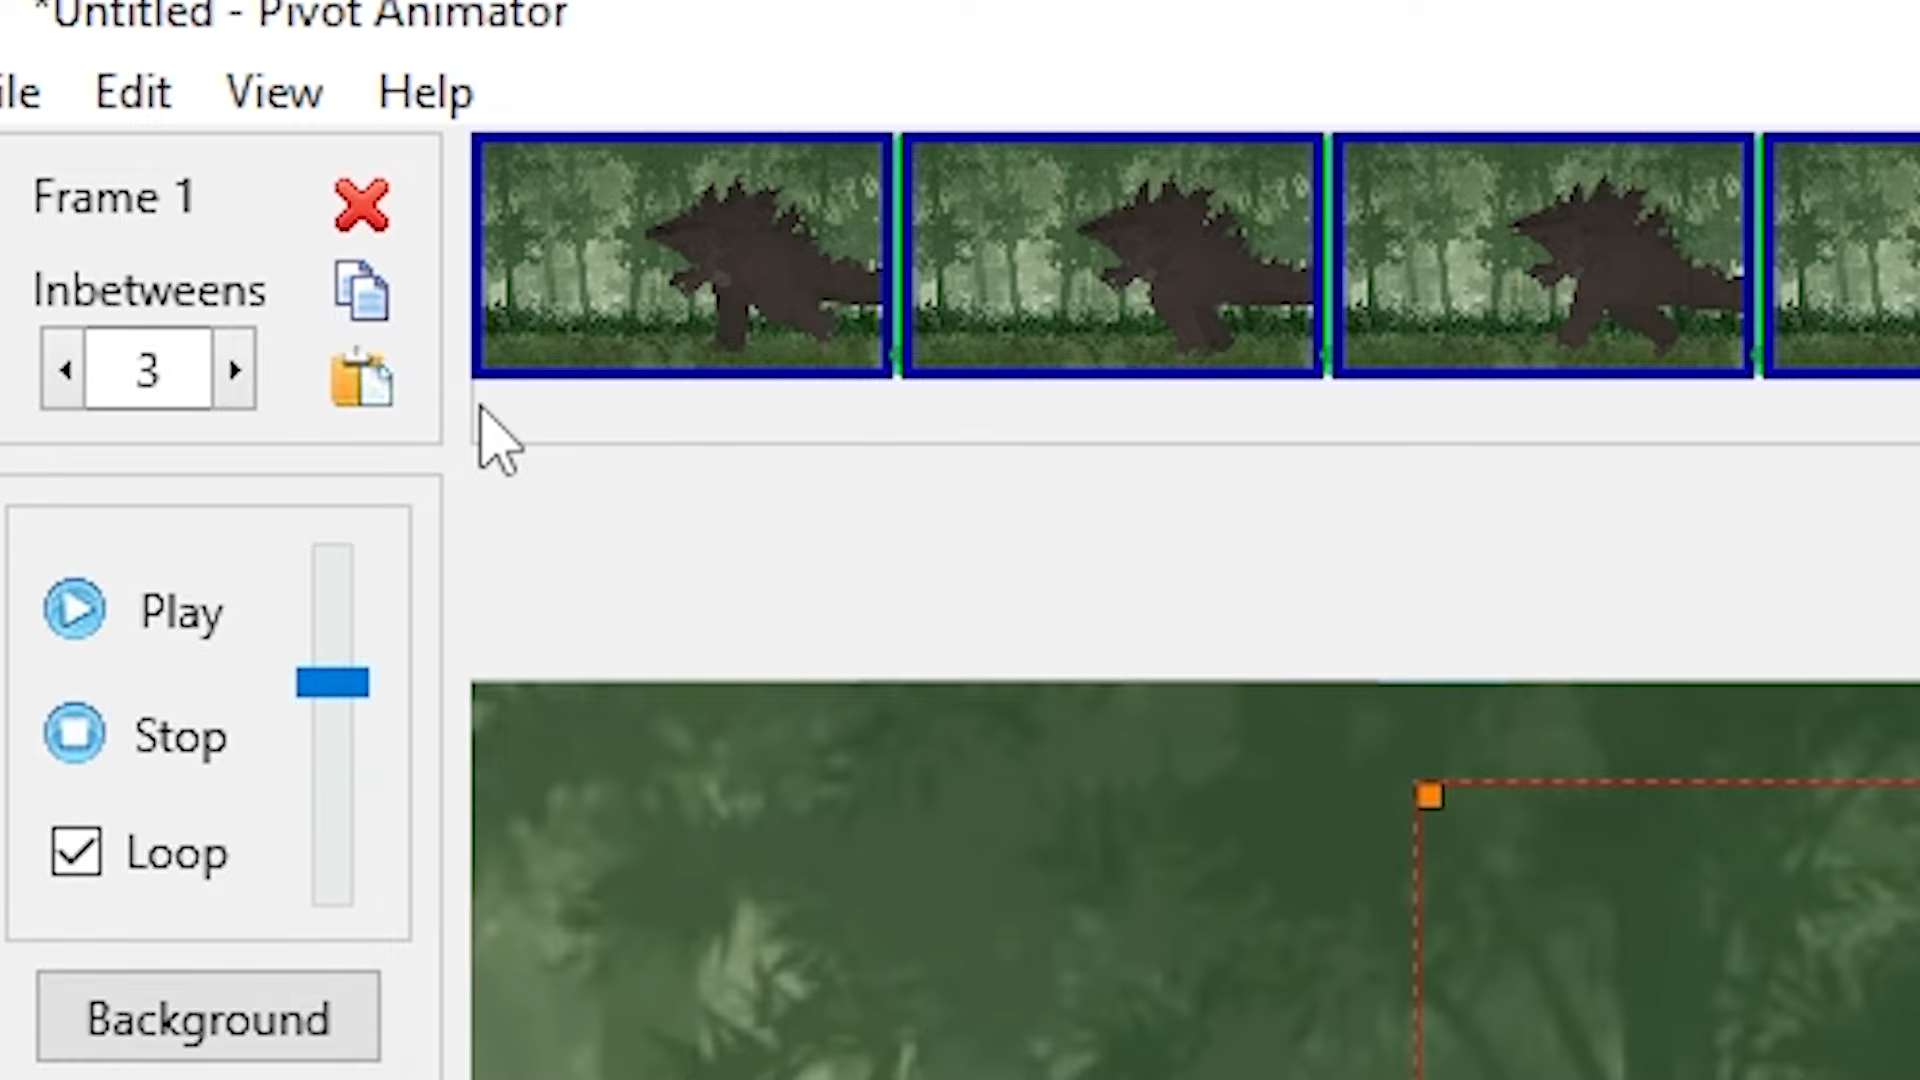 *Untitled - Pivot Animator
ile Edit View Help
Frame 1
Inbetweens
3
Play
Stop
Loop
Background